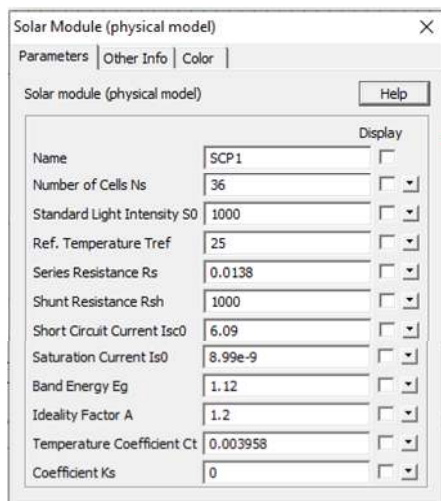 Solar Module (physical model)
Parameters Other Info Color
Solar module (physical model) Help
Display
Name SCP1
Number of Cells Ns 36
Standard Light Intensity S0 1000
Ref. Temperature Tref 25
Series Resistance Rs 0.0138
Shunt Resistance Rsh 1000
Short Circuit Current Isc0 6.09
Saturation Current Is0 8.99e-9
Band Energy Eg 1.12
Ideality Factor A 1.2
Temperature Coefficient Ct 0.003958
Coefficient Ks 0